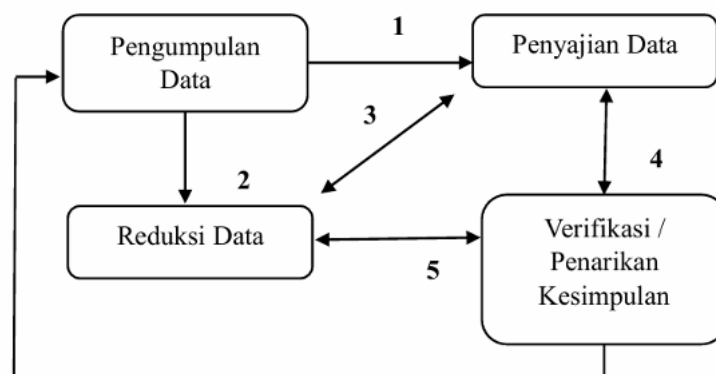 Pengumpulan
Data
1
Penyajian Data
3
2
4
Reduksi Data
5
Verifikasi /
Penarikan
Kesimpulan